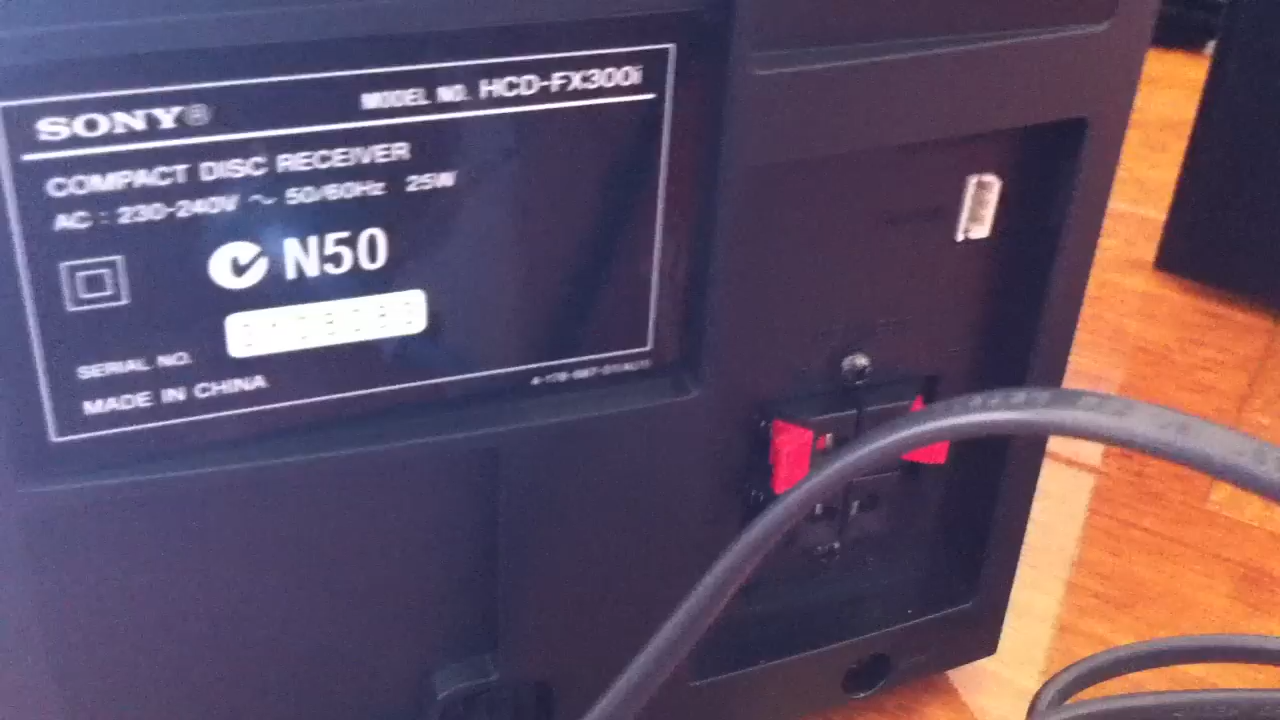 SONY®
MODEL NO. HCD-FX300i
COMPACT DISC RECEIVER
AC : 230-240V ~ 50/60Hz 25W
N50
SERIAL NO.
MADE IN CHINA